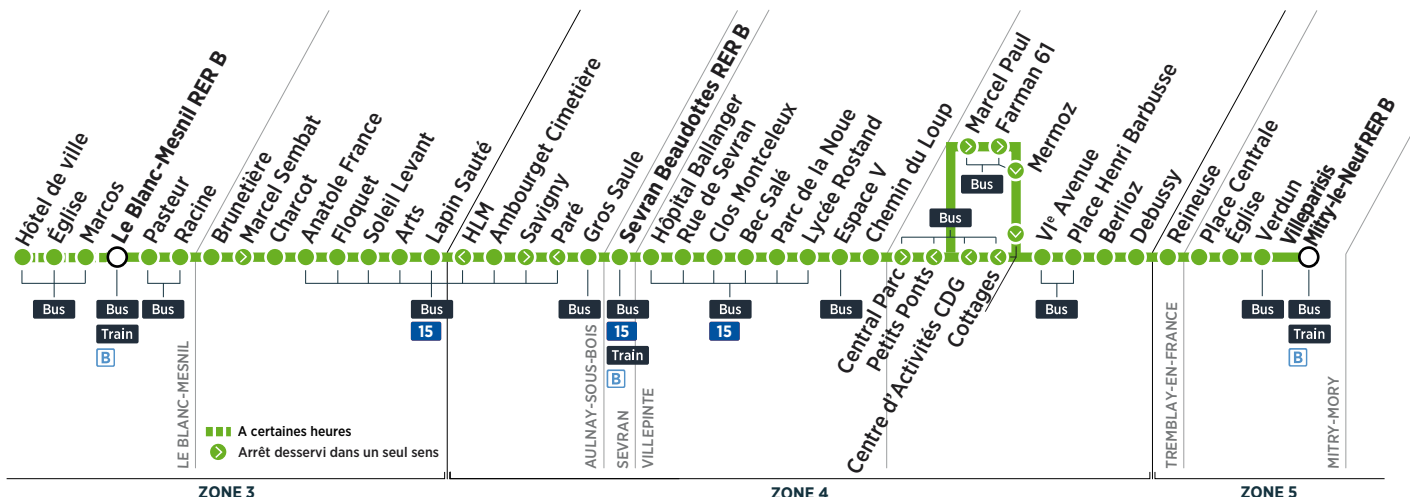 Hôtel de ville
Église
Marcos
Le Blanc-Mesnil RER B
Pasteur
Racine
Brunetière
Marcel Sembat
Charcot
Anatole France
Floquet
Soleil Levant
Arts
Lapin Sauté
HLM
Ambourget Cimetière
Savigny
Paré
Gros Saule
Sevran Beaudottes RER B
Hôpital Ballanger
Rue de Sevran
Clos Montceleux
Bec Salé
Parc de la Noue
Lycée Rostand
Espace V
Chemin du Loup
Marcel Paul
Farman 61
Mermoz
Bus
Bus
Central Parc
Petits Ponts
Centre d'Activités CDG
Cottages
VIe Avenue
Place Henri Barbusse
Berlioz
Debussy
Reineuse
Place Centrale
Église
Verdun
Villeparisis
Mitry-le-Neuf RER B
Bus
Bus
Train
B
Bus
Bus
15
Bus
Bus
15
Train
B
Bus
15
Bus
Bus
Bus
Bus
Train
B
LE BLANC-MESNIL
AULNAY-SOUS-BOIS
SEVRAN
VILLEPINTE
TREMBLAY-EN-FRANCE
MITRY-MORY
A certaines heures
Arrêt desservi dans un seul sens
ZONE 3
ZONE 4
ZONE 5